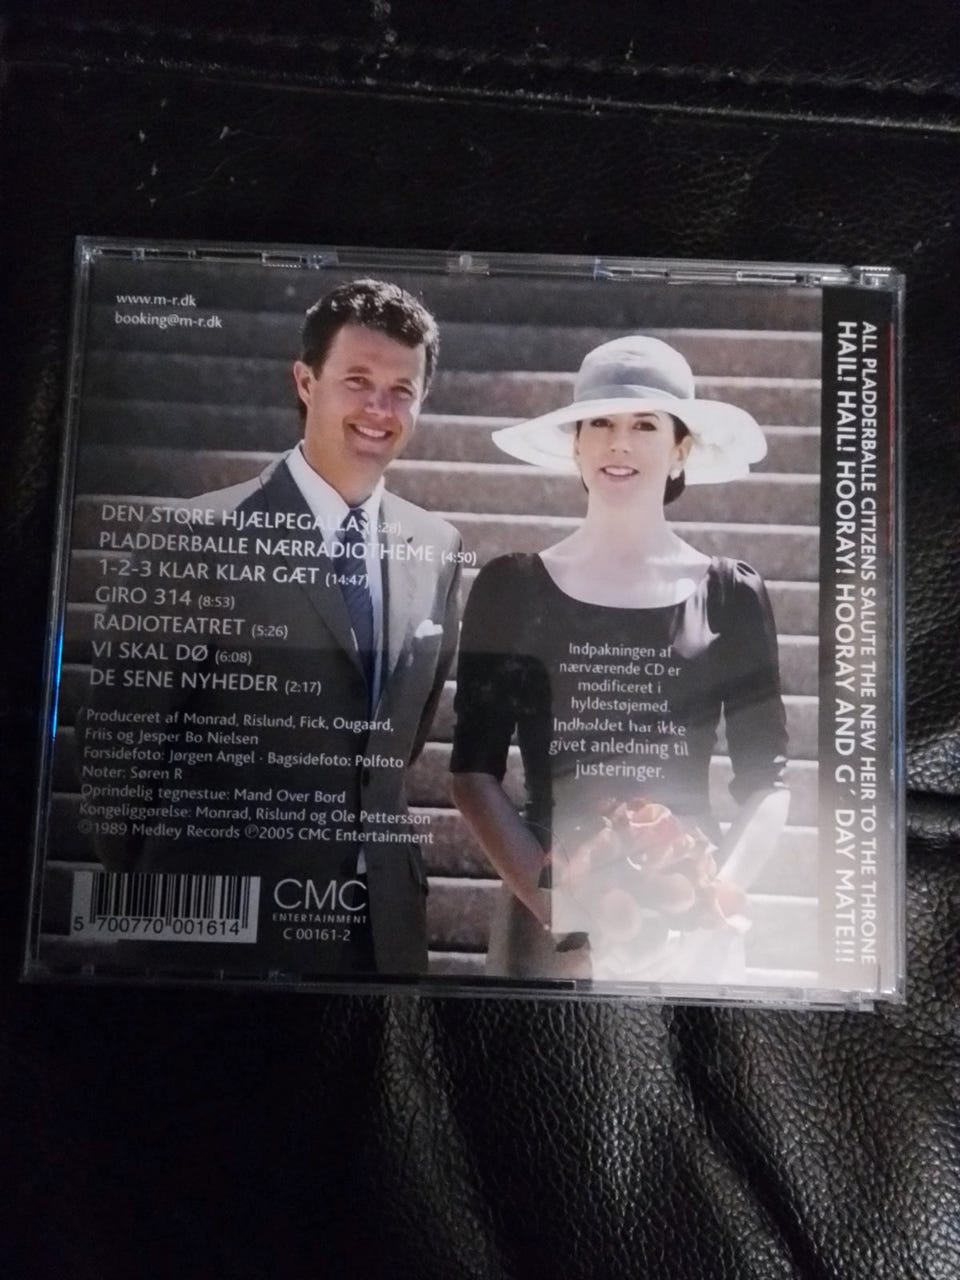 www.m-r.dk
booking@m-r.dk
DEN STORE HJÆLPEGALLA (6:28)
PLADDERBALLE NÆRRADIOTHEME (4:50)
1-2-3 KLAR KLAR GÆT (14:47)
GIRO 314 (8:53)
RADIOTEATRET (5:26)
VI SKAL DØ (6:08)
DE SENE NYHEDER (2:17)
Produceret af Monrad, Rislund, Fick, Ougaard,
Friis og Jesper Bo Nielsen
Forsidefoto: Jørgen Angel · Bagsidefoto: Polfoto
Noter: Søren R
Oprindelig tegnestue: Mand Over Bord
Kongeliggørelse: Monrad, Rislund og Ole Pettersson
©1989 Medley Records ℗2005 CMC Entertainment
5 700770 001614
CMC
ENTERTAINMENT
C 00161-2
Indpakningen af
nærværende CD er
modificeret i
hyldestøjemed.
Indholdet har ikke
givet anledning til
justeringer.
ALL PLADDERBALLE CITIZENS SALUTE THE NEW HEIR TO THE THRONE
HAIL! HAIL! HOORAY! HOORAY AND G' DAY MATE!!!